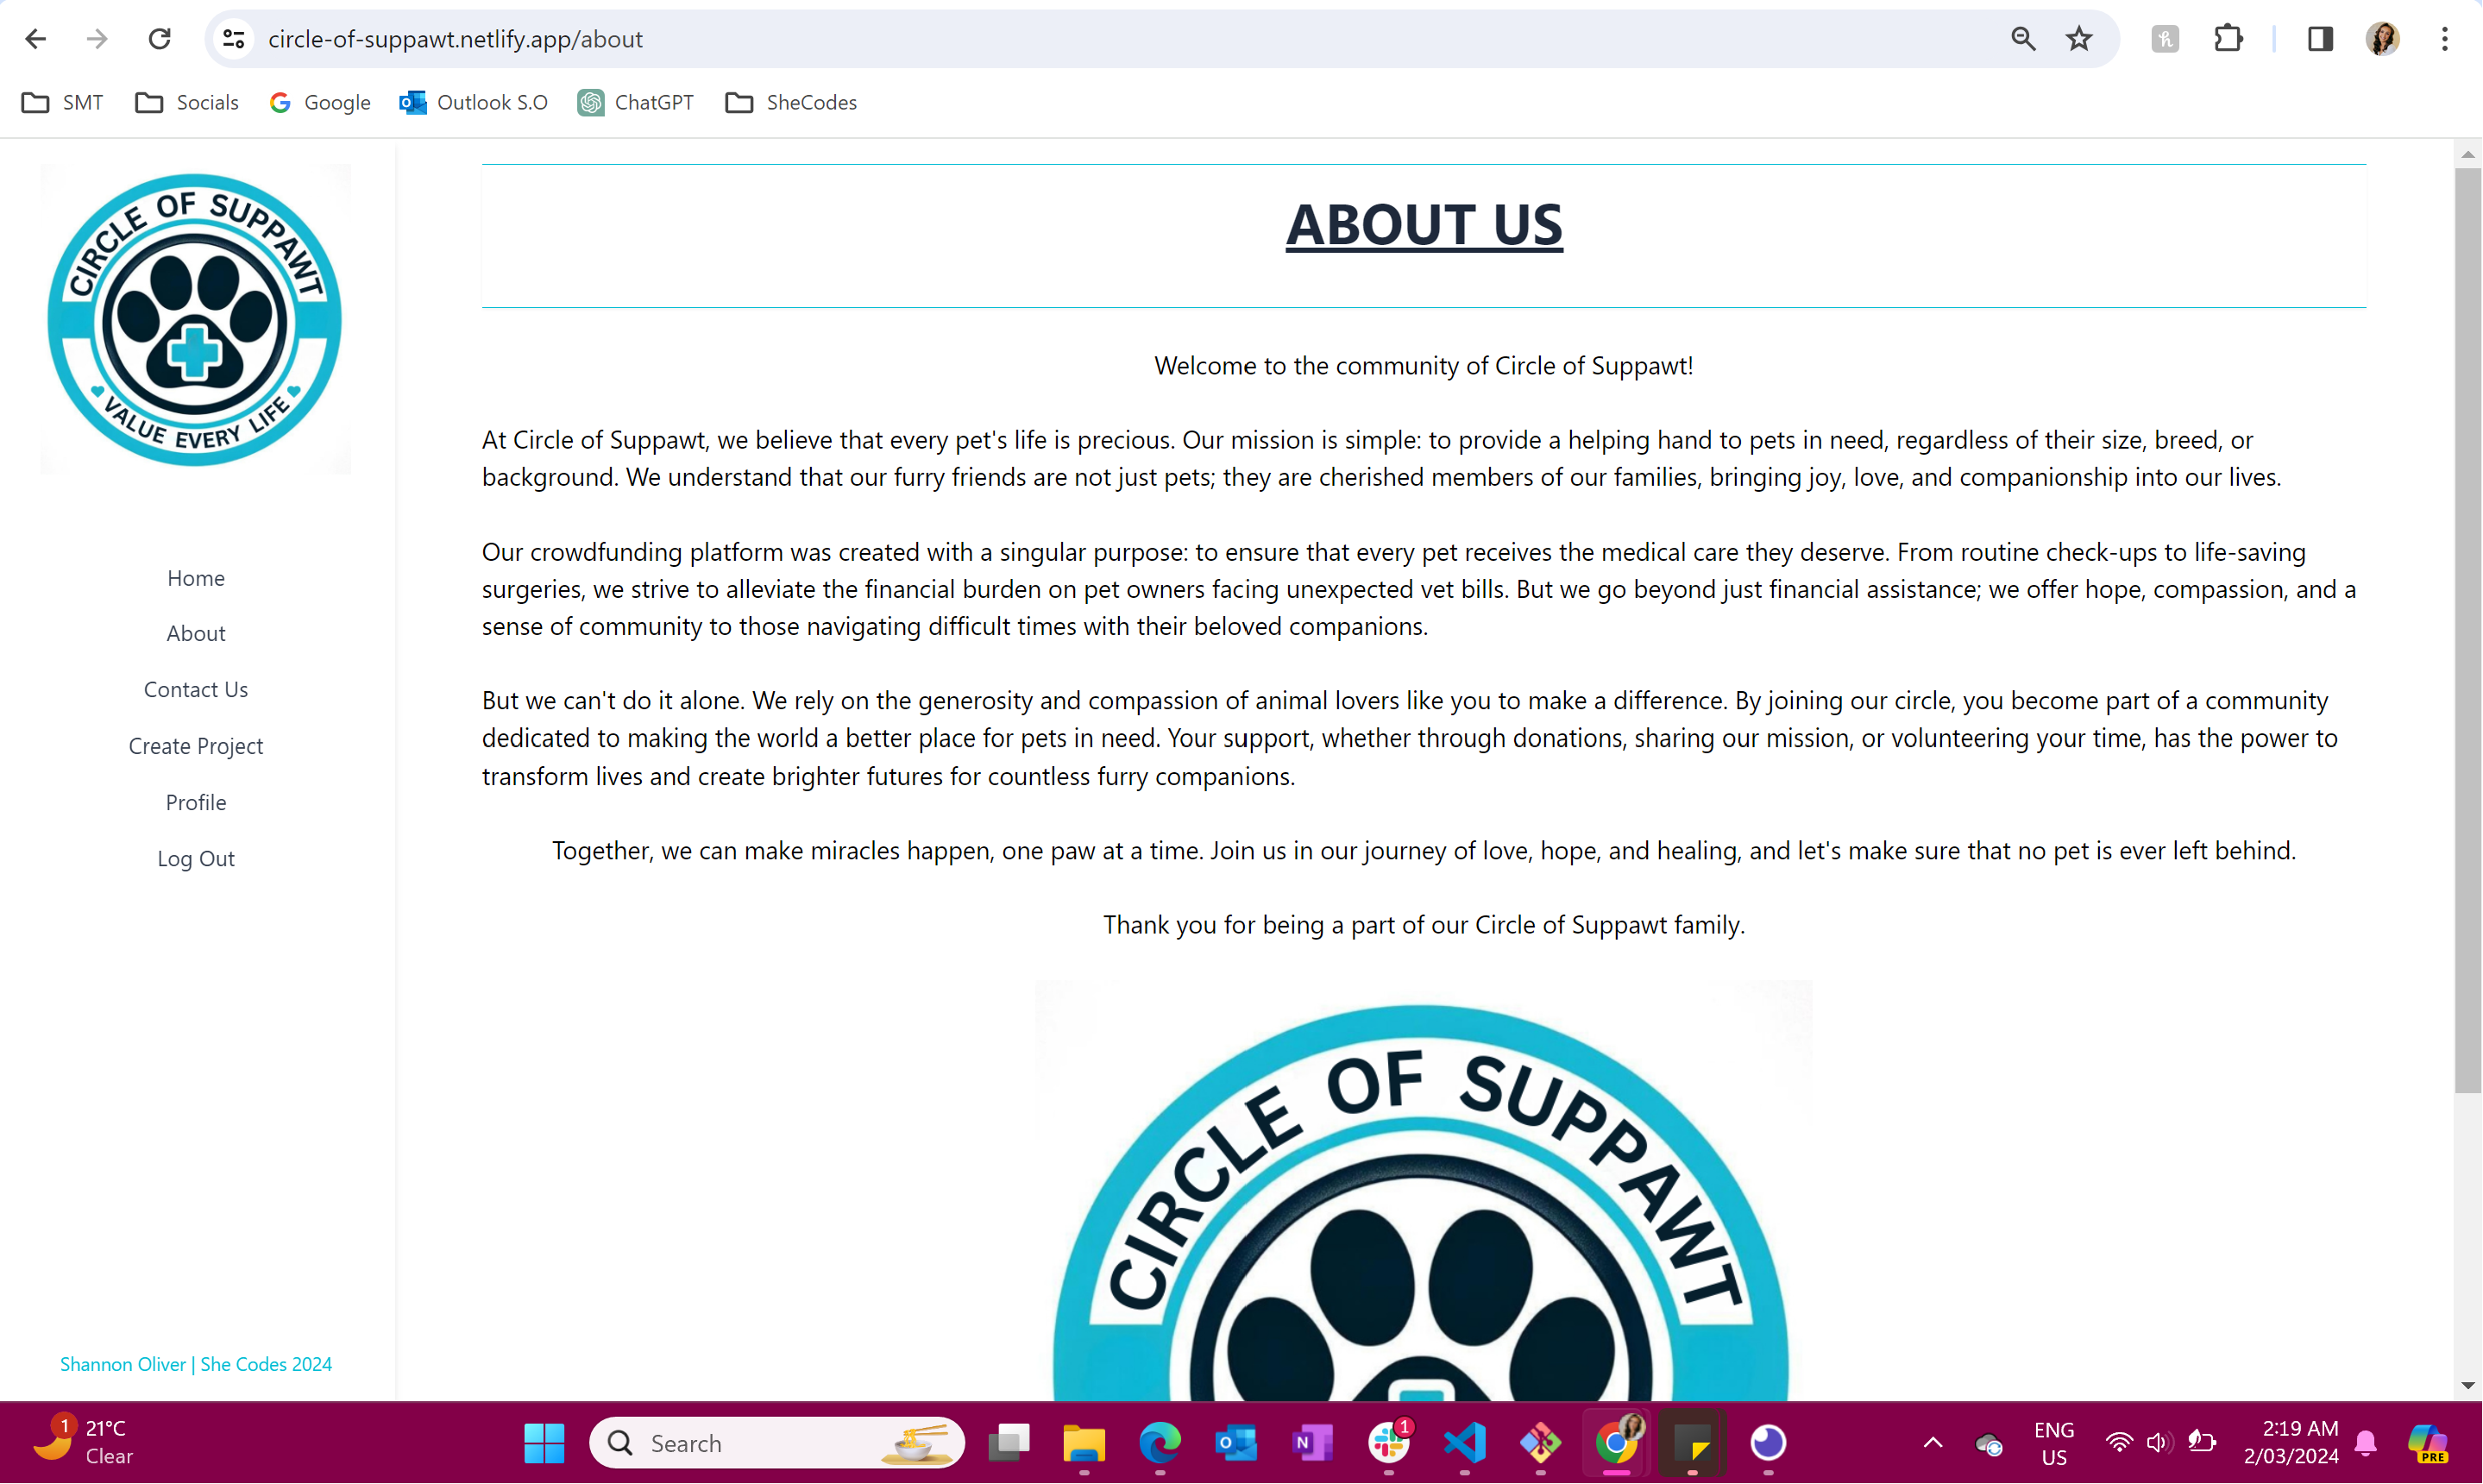 circle-of-suppawt.netlify.app/about
SMT
Socials
Google
Outlook S.O
ChatGPT
SheCodes
CIRCLE OF SUPPAWT
VALUE EVERY LIFE
Home
About
Contact Us
Create Project
Profile
Log Out
Shannon Oliver | She Codes 2024
ABOUT US
Welcome to the community of Circle of Suppawt!
At Circle of Suppawt, we believe that every pet's life is precious. Our mission is simple: to provide a helping hand to pets in need, regardless of their size, breed, or
background. We understand that our furry friends are not just pets; they are cherished members of our families, bringing joy, love, and companionship into our lives.
Our crowdfunding platform was created with a singular purpose: to ensure that every pet receives the medical care they deserve. From routine check-ups to life-saving
surgeries, we strive to alleviate the financial burden on pet owners facing unexpected vet bills. But we go beyond just financial assistance; we offer hope, compassion, and a
sense of community to those navigating difficult times with their beloved companions.
But we can't do it alone. We rely on the generosity and compassion of animal lovers like you to make a difference. By joining our circle, you become part of a community
dedicated to making the world a better place for pets in need. Your support, whether through donations, sharing our mission, or volunteering your time, has the power to
transform lives and create brighter futures for countless furry companions.
Together, we can make miracles happen, one paw at a time. Join us in our journey of love, hope, and healing, and let's make sure that no pet is ever left behind.
Thank you for being a part of our Circle of Suppawt family.
CIRCLE OF SUPPAWT
1
21°C
Clear
Search
1
ENG
US
2:19 AM
2/03/2024
PRE